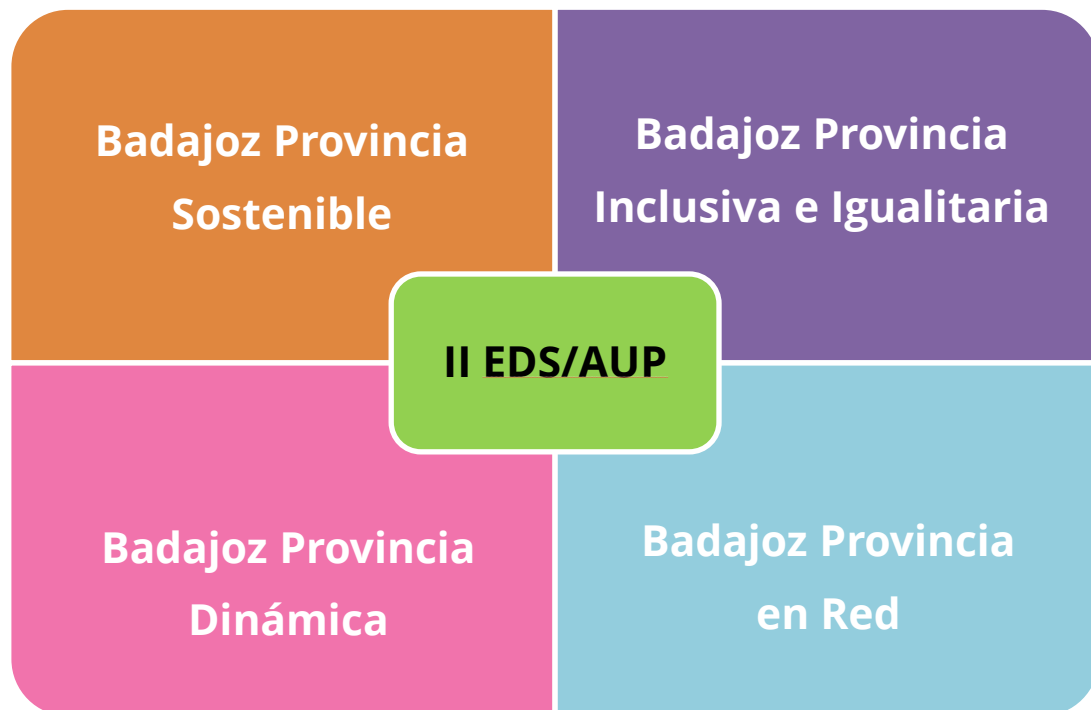 Badajoz Provincia
Sostenible
Badajoz Provincia
Inclusiva e Igualitaria
II EDS/AUP
Badajoz Provincia
Dinámica
Badajoz Provincia
en Red